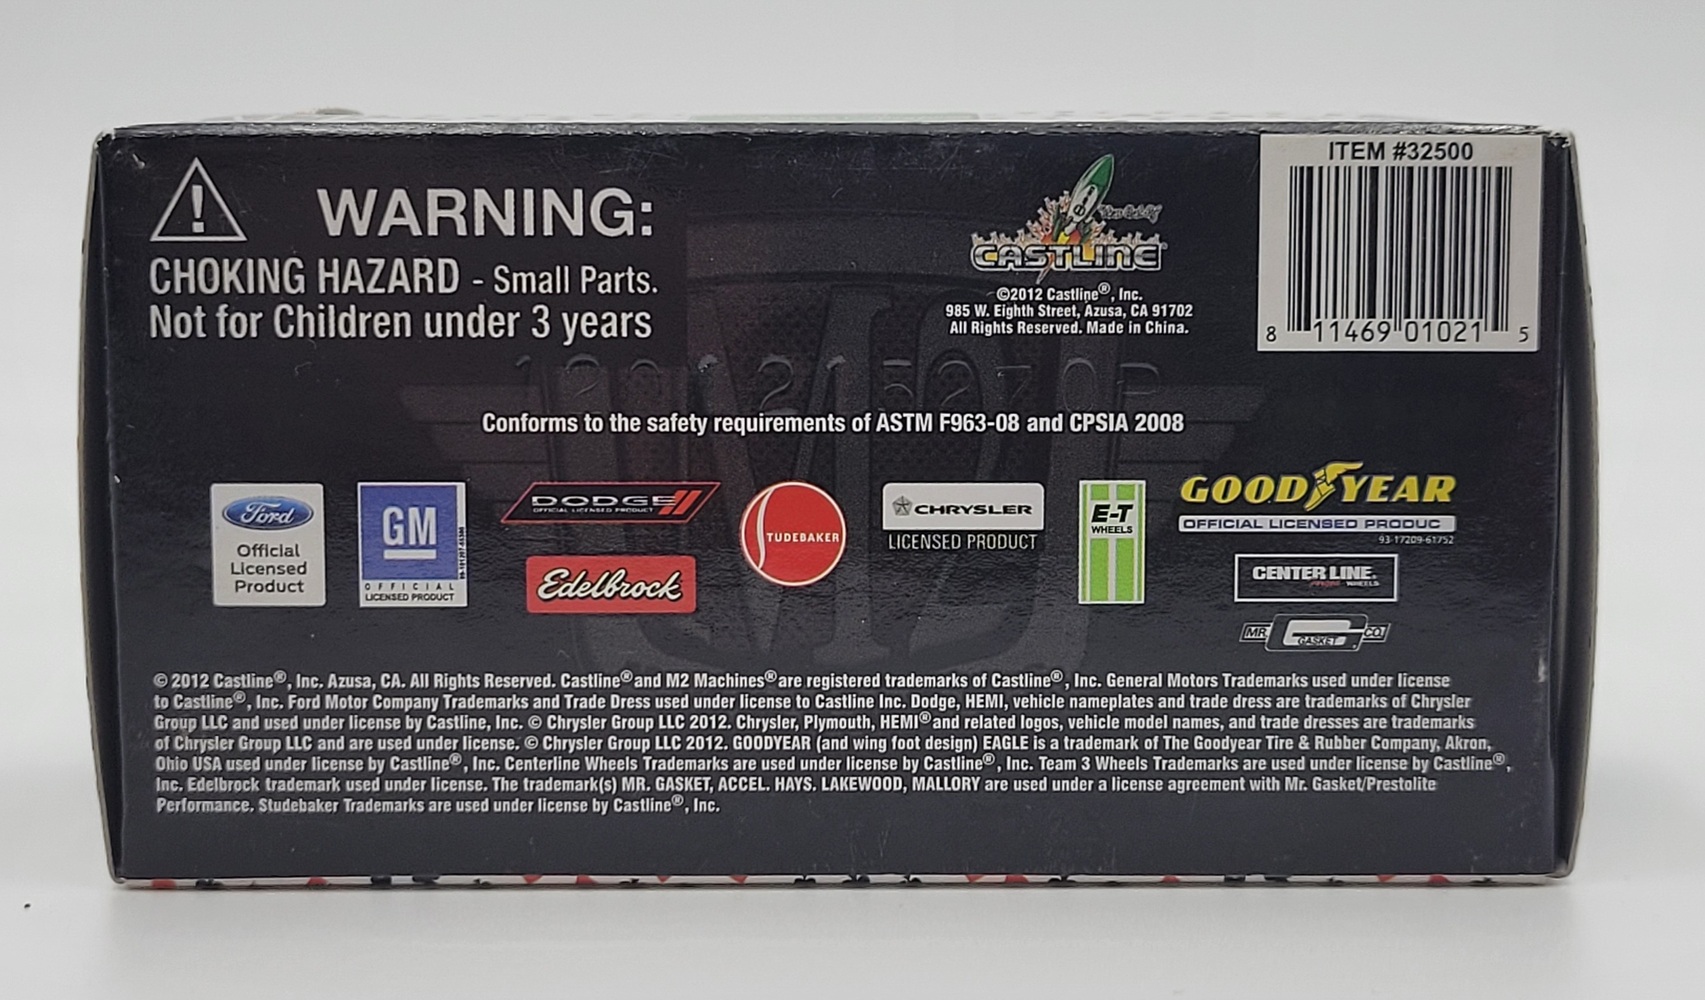 WARNING:
CHOKING HAZARD - Small Parts.
Not for Children under 3 years
CASTLINE
©2012 Castline®, Inc.
985 W. Eighth Street, Azusa, CA 91702
All Rights Reserved. Made in China.
ITEM #32500
8 11469 01021 5
Conforms to the safety requirements of ASTM F963-08 and CPSIA 2008
Ford
Official
Licensed
Product
GM
OFFICIAL
LICENSED PRODUCT
DODGE
OFFICIAL LICENSED PRODUCT
Edelbrock
STUDEBAKER
CHRYSLER
LICENSED PRODUCT
E-T
WHEELS
GOODYEAR
OFFICIAL LICENSED PRODUC
93-17209-61752
CENTER LINE.
WHEELS
MR. GASKET CO.
© 2012 Castline®, Inc. Azusa, CA. All Rights Reserved. Castline® and M2 Machines® are registered trademarks of Castline®, Inc. General Motors Trademarks used under license
to Castline®, Inc. Ford Motor Company Trademarks and Trade Dress used under license to Castline Inc. Dodge, HEMI, vehicle nameplates and trade dress are trademarks of Chrysler
Group LLC and used under license by Castline, Inc. © Chrysler Group LLC 2012. Chrysler, Plymouth, HEMI® and related logos, vehicle model names, and trade dresses are trademarks
of Chrysler Group LLC and are used under license. © Chrysler Group LLC 2012. GOODYEAR (and wing foot design) EAGLE is a trademark of The Goodyear Tire & Rubber Company, Akron,
Ohio USA used under license by Castline®, Inc. Centerline Wheels Trademarks are used under license by Castline®, Inc. Team 3 Wheels Trademarks are used under license by Castline®,
Inc. Edelbrock trademark used under license. The trademark(s) MR. GASKET, ACCEL. HAYS. LAKEWOOD, MALLORY are used under a license agreement with Mr. Gasket/Prestolite
Performance. Studebaker Trademarks are used under license by Castline®, Inc.